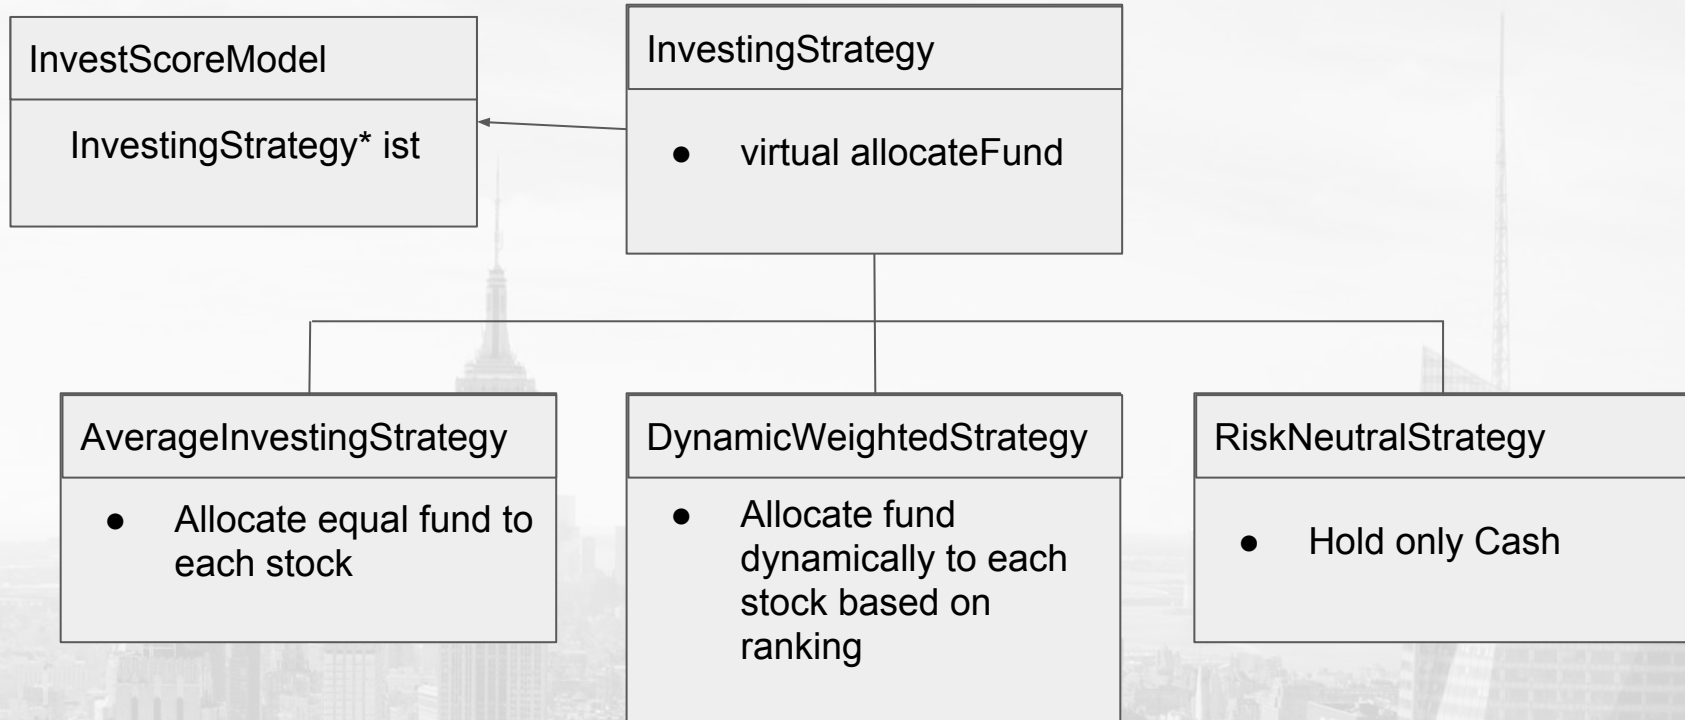 InvestScoreModel
InvestingStrategy* ist
InvestingStrategy
● virtual allocateFund
AverageInvestingStrategy
● Allocate equal fund to
each stock
DynamicWeightedStrategy
● Allocate fund
dynamically to each
stock based on
ranking
RiskNeutralStrategy
● Hold only Cash